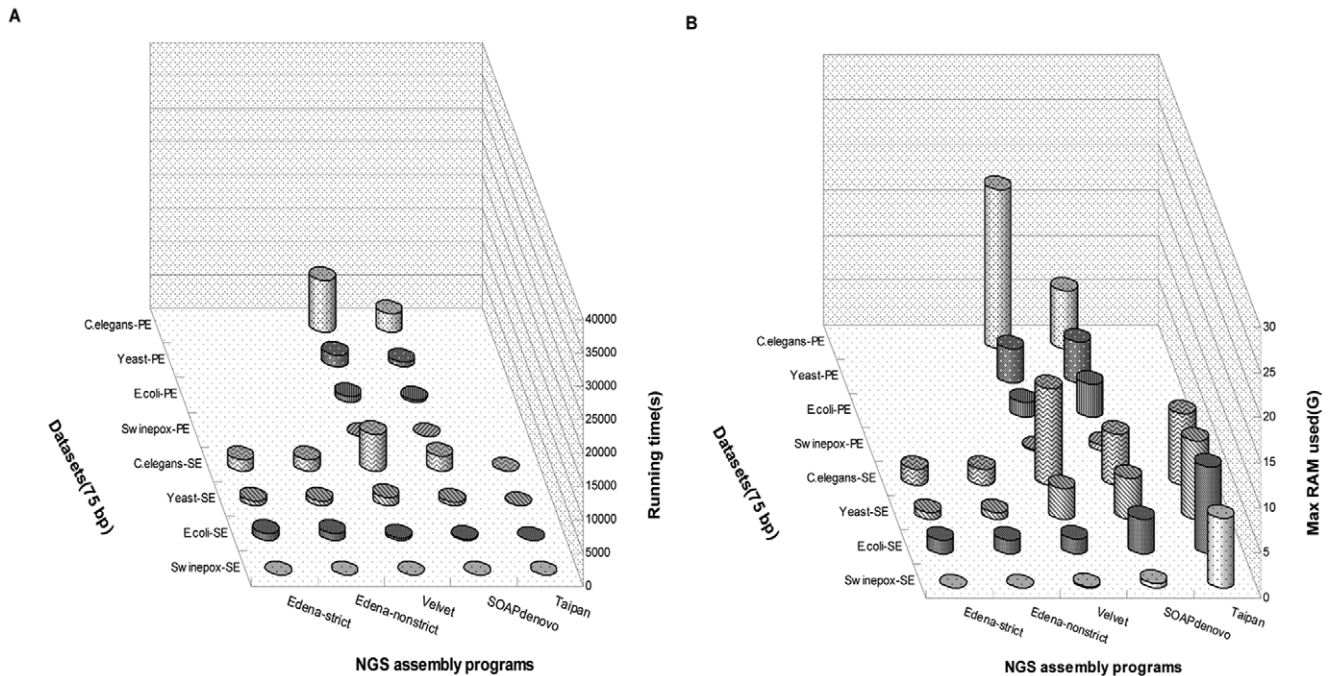 A
C.elegans-PE
Yeast-PE
E.coli-PE
Swinepox-PE
C.elegans-SE
Yeast-SE
E.coli-SE
Swinepox-SE
Datasets(75 bp)
40000
35000
30000
25000
20000
15000
10000
5000
0
Running time(s)
Edena-strict
Edena-nonstrict
Velvet
SOAPdenovo
Taipan
NGS assembly programs
B
C.elegans-PE
Yeast-PE
E.coli-PE
Swinepox-PE
C.elegans-SE
Yeast-SE
E.coli-SE
Swinepox-SE
Datasets(75 bp)
30
25
20
15
10
5
0
Max RAM used(G)
Edena-strict
Edena-nonstrict
Velvet
SOAPdenovo
Taipan
NGS assembly programs